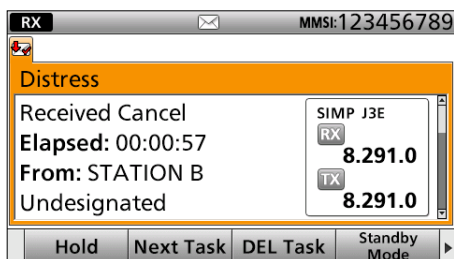 RX MMSI:123456789
Distress
Received Cancel
Elapsed: 00:00:57
From: STATION B
Undesignated
SIMP J3E
RX
8.291.0
TX
8.291.0
Hold Next Task DEL Task Standby Mode